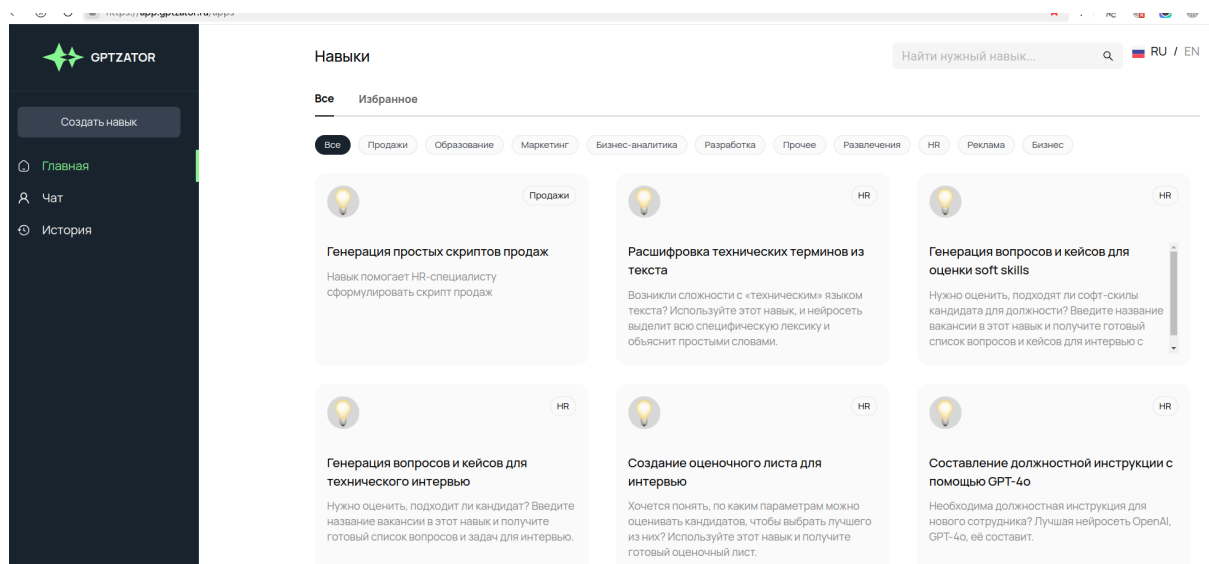 https://app.gptzator.ru/apps
GPTZATOR
Создать навык
Главная
Чат
История
Навыки
Найти нужный навык...
RU / EN
Все Избранное
Все Продажи Образование Маркетинг Бизнес-аналитика Разработка Прочее Развлечения HR Реклама Бизнес
Продажи
Генерация простых скриптов продаж
Навык помогает HR-специалисту
сформулировать скрипт продаж
HR
Расшифровка технических терминов из
текста
Возникли сложности с «техническим» языком
текста? Используйте этот навык, и нейросеть
выделит всю специфическую лексику и
объяснит простыми словами.
HR
Генерация вопросов и кейсов для
оценки soft skills
Нужно оценить, подходят ли софт-скилы
кандидата для должности? Введите название
вакансии в этот навык и получите готовый
список вопросов и кейсов для интервью с
HR
Генерация вопросов и кейсов для
технического интервью
Нужно оценить, подходит ли кандидат? Введите
название вакансии в этот навык и получите
готовый список вопросов и задач для интервью.
HR
Создание оценочного листа для
интервью
Хочется понять, по каким параметрам можно
оценивать кандидатов, чтобы выбрать лучшего
из них? Используйте этот навык и получите
готовый оценочный лист.
HR
Составление должностной инструкции с
помощью GPT-4o
Необходима должностная инструкция для
нового сотрудника? Лучшая нейросеть OpenAI,
GPT-4o, её составит.